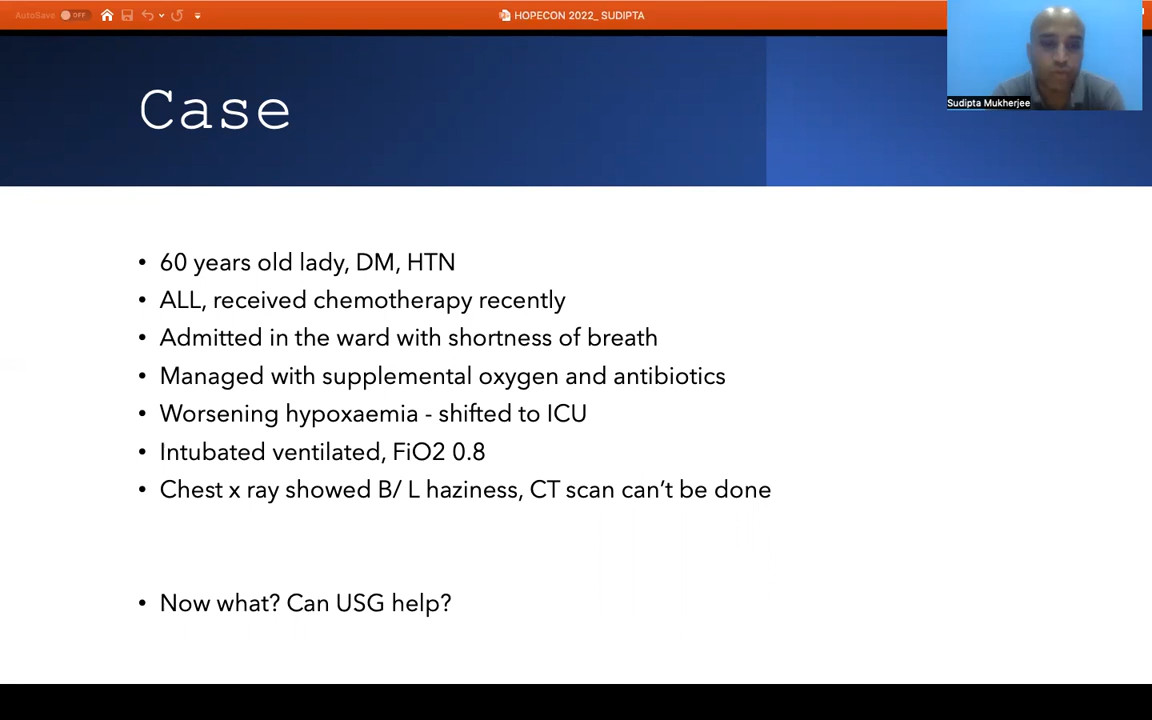 AutoSave OFF
HOPECON 2022_ SUDIPTA
Sudipta Mukherjee
Case
• 60 years old lady, DM, HTN
• ALL, received chemotherapy recently
• Admitted in the ward with shortness of breath
• Managed with supplemental oxygen and antibiotics
• Worsening hypoxaemia - shifted to ICU
• Intubated ventilated, FiO2 0.8
• Chest x ray showed B/ L haziness, CT scan can't be done
• Now what? Can USG help?